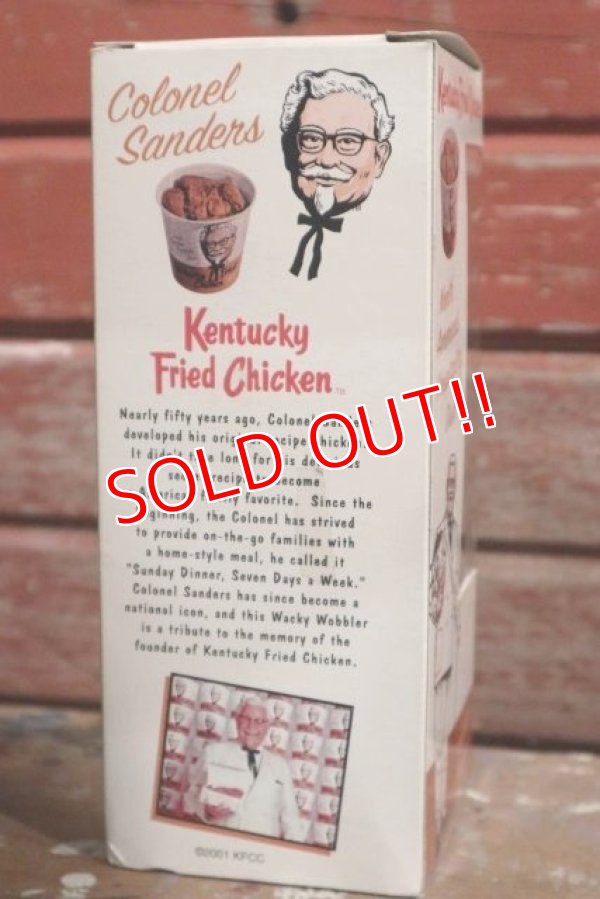 Colonel
Sanders
Kentucky
Fried Chicken
TM
SOLD OUT!!
Nearly fifty years ago, Colonel
developed his
It
become
favorite. Since the
the Colonel has strived
to provide on-the-go families with
a home-style meal, he called it
"Sunday Dinner, Seven Days a Week."
Colonel Sanders has since become a
national icon, and this Wacky Wobbler
is a tribute to the memory of the
founder of Kentucky Fried Chicken.
©2001 KFCC